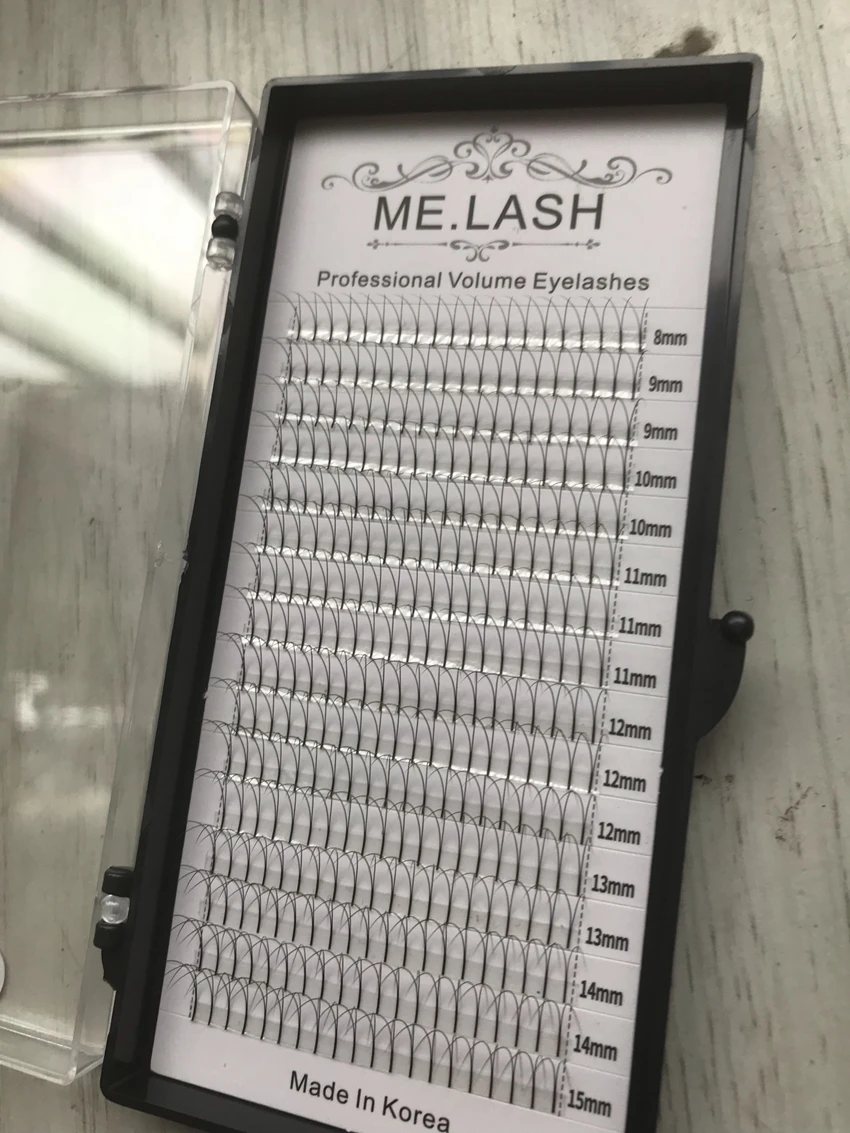 ME.LASH
Professional Volume Eyelashes
8mm
9mm
9mm
10mm
10mm
11mm
11mm
11mm
12mm
12mm
12mm
13mm
13mm
14mm
14mm
15mm
Made In Korea